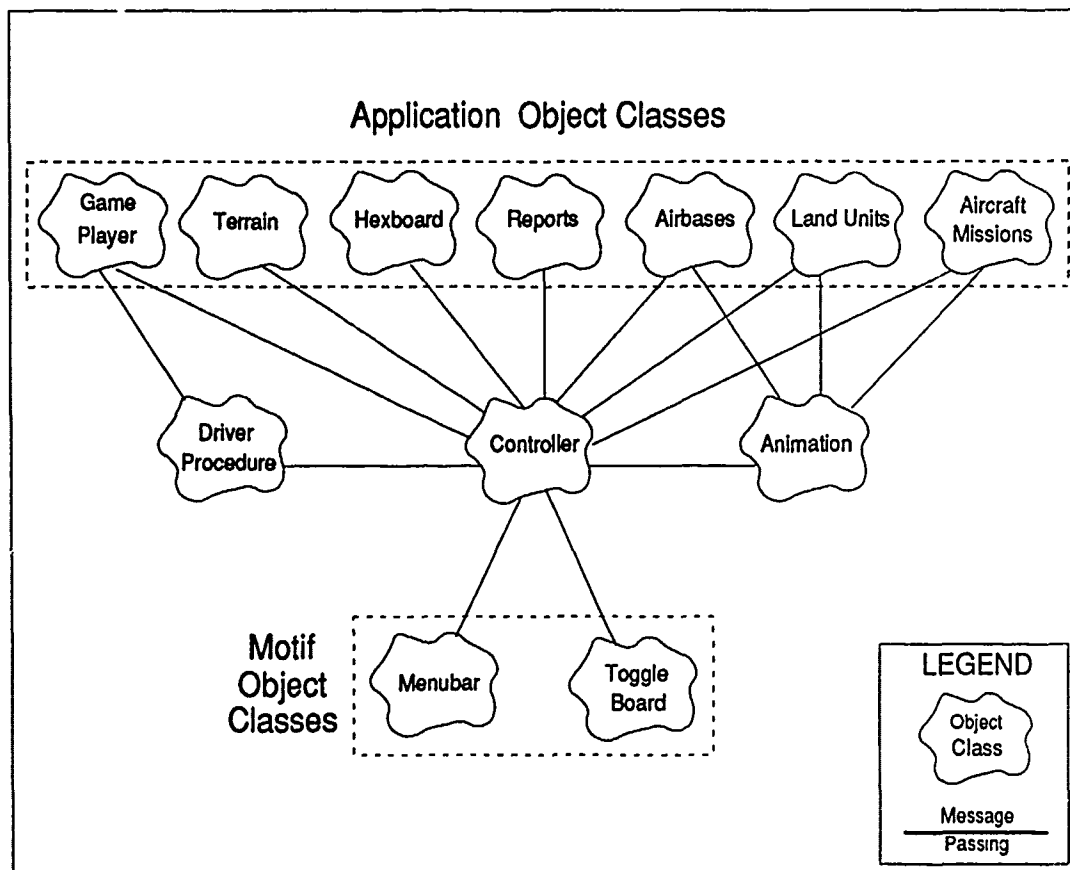 Application Object Classes
Game
Player
Terrain
Hexboard
Reports
Airbases
Land Units
Aircraft
Missions
Driver
Procedure
Controller
Animation
Motif
Object
Classes
Menubar
Toggle
Board
LEGEND
Object
Class
Message
Passing